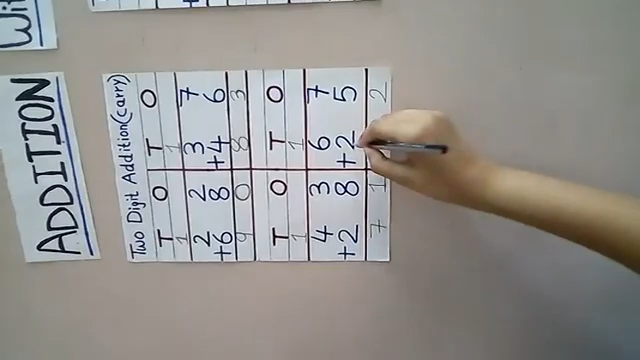 ADDITION
Two Digit Addition(carry)
T O T O
1 1
2 2 3 7
+6 8 +4 6
9 0 8 3
T O T O
1 1
4 3 6 7
+2 8 +2 5
7 1 2